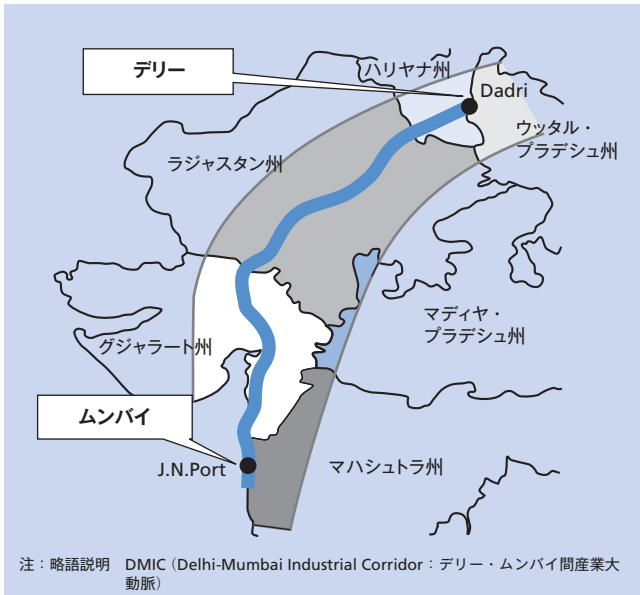 デリー
ハリヤナ州
Dadri
ウッタル・
プラデシュ州
ラジャスタン州
マディヤ・
プラデシュ州
グジャラート州
ムンバイ
J.N.Port
マハシュトラ州
注：略語説明 DMIC（Delhi-Mumbai Industrial Corridor：デリー・ムンバイ間産業大
動脈）